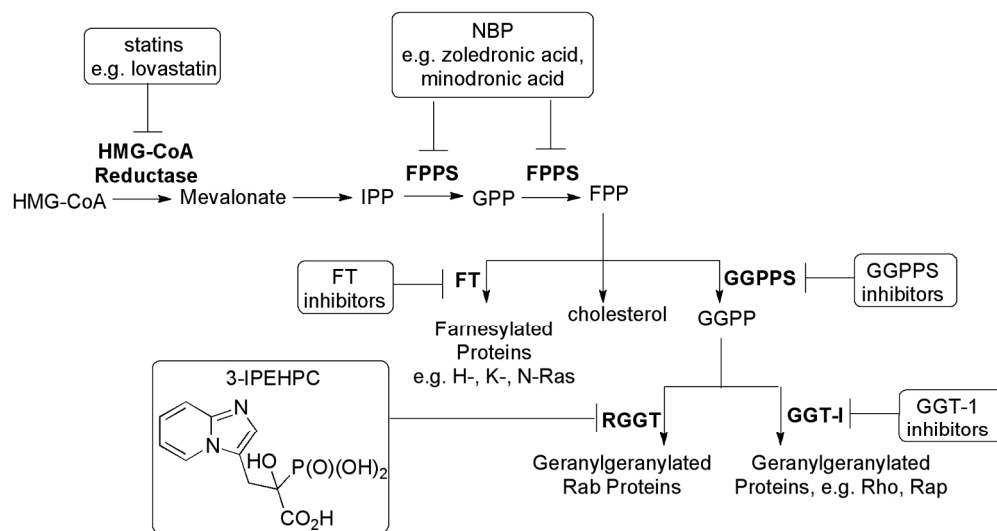 statins
e.g. lovastatin
NBP
e.g. zoledronic acid,
minodronic acid
HMG-CoA
Reductase
FPPS
FPPS
HMG-CoA
Mevalonate
IPP
GPP
FPP
FT
inhibitors
FT
GGPPS
GGPPS
inhibitors
Farnesylated
Proteins
e.g. H-, K-, N-Ras
cholesterol
GGPP
3-IPEHPC
N
N
HO
P(O)(OH)2
CO2H
RGGT
GGT-I
GGT-1
inhibitors
Geranylgeranylated
Rab Proteins
Geranylgeranylated
Proteins, e.g. Rho, Rap